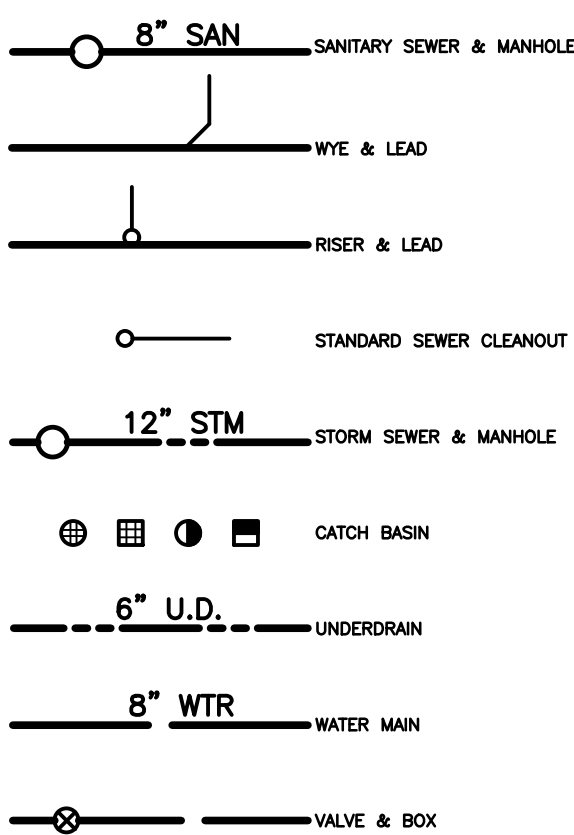 8" SAN
SANITARY SEWER & MANHOLE
WYE & LEAD
RISER & LEAD
STANDARD SEWER CLEANOUT
12" STM
STORM SEWER & MANHOLE
CATCH BASIN
6" U.D.
UNDERDRAIN
8" WTR
WATER MAIN
VALVE & BOX